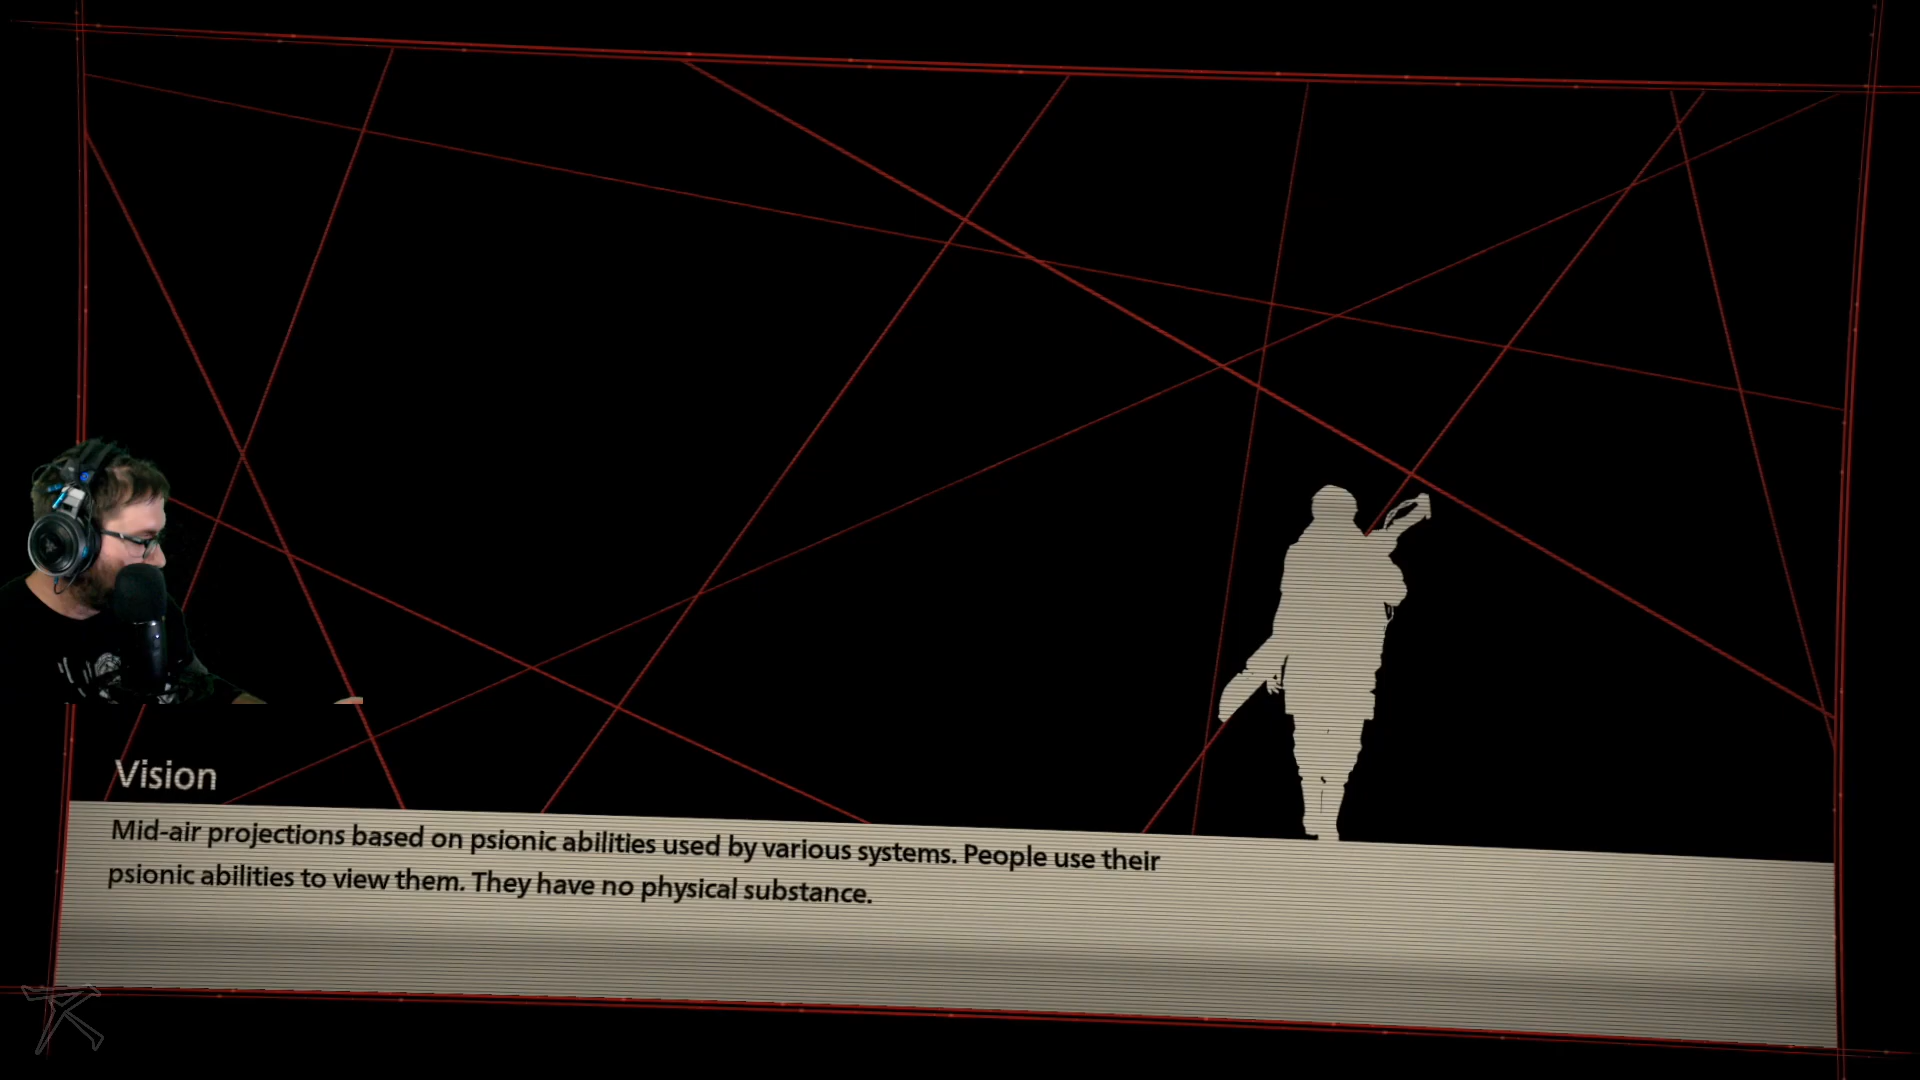 Vision
Mid-air projections based on psionic abilities used by various systems. People use their
psionic abilities to view them. They have no physical substance.